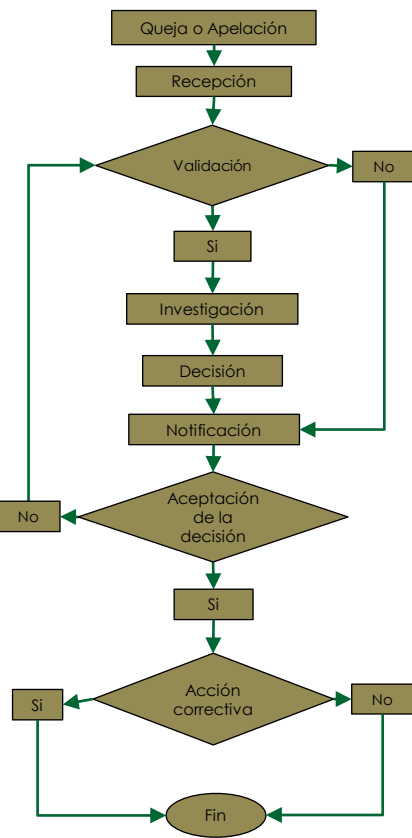 Queja o Apelación
Recepción
Validación
No
Si
Investigación
Decisión
Notificación
Aceptación
de la
decisión
No
Si
Acción
correctiva
Si
No
Fin